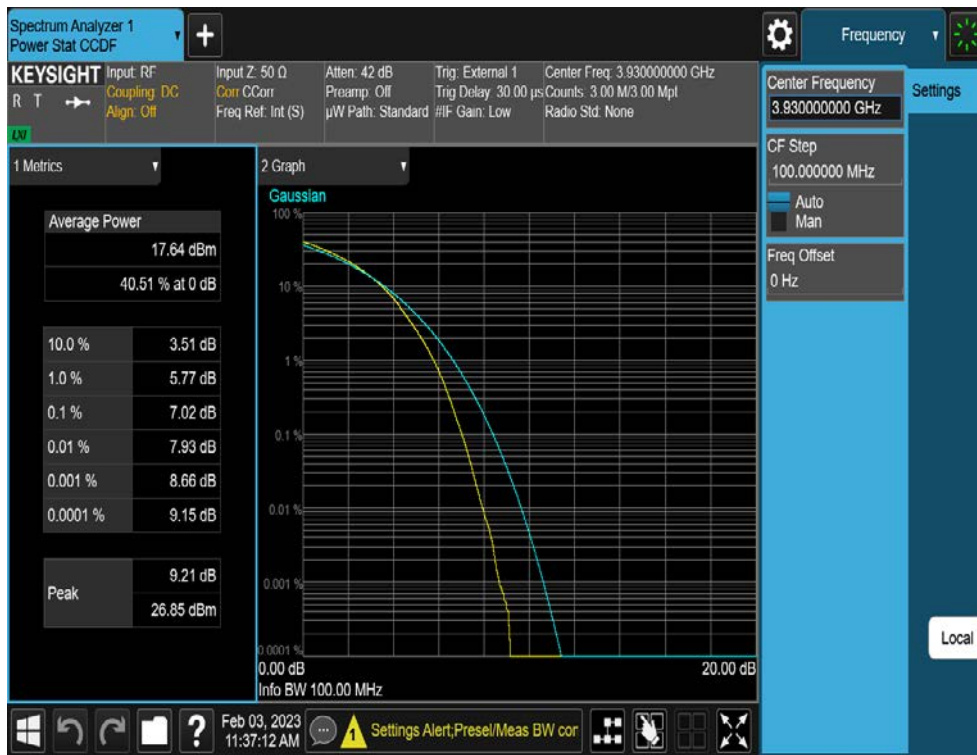 Spectrum Analyzer 1
Power Stat CCDF
+
Frequency
KEYSIGHT
R T
LXI
Input: RF
Coupling: DC
Align: Off
Input Z: 50 Ω
Corr CCorr
Freq Ref: Int (S)
Atten: 42 dB
Preamp: Off
µW Path: Standard
Trig: External 1
Trig Delay: 30.00 µs
#IF Gain: Low
Center Freq: 3.930000000 GHz
Counts: 3.00 M/3.00 Mpt
Radio Std: None
1 Metrics
Average Power
17.64 dBm
40.51 % at 0 dB
10.0 % 3.51 dB
1.0 % 5.77 dB
0.1 % 7.02 dB
0.01 % 7.93 dB
0.001 % 8.66 dB
0.0001 % 9.15 dB
Peak
9.21 dB
26.85 dBm
2 Graph
Gaussian
100 %
10 %
1 %
0.1 %
0.01 %
0.001 %
0.0001 %
0.00 dB 20.00 dB
Info BW 100.00 MHz
Center Frequency
3.930000000 GHz
CF Step
100.000000 MHz
Auto
Man
Freq Offset
0 Hz
Settings
Local
?
Feb 03, 2023
11:37:12 AM
1
Settings Alert;Presel/Meas BW cor